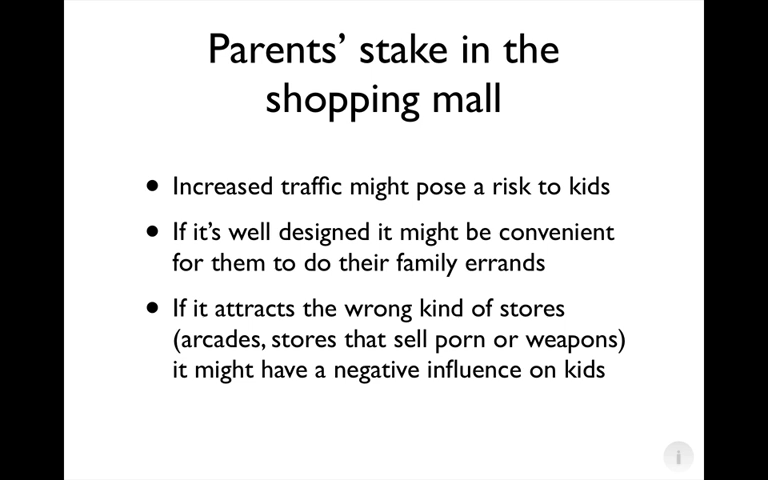 Parents’ stake in the
shopping mall
• Increased traffic might pose a risk to kids
• If it’s well designed it might be convenient
for them to do their family errands
• If it attracts the wrong kind of stores
(arcades, stores that sell porn or weapons)
it might have a negative influence on kids
i